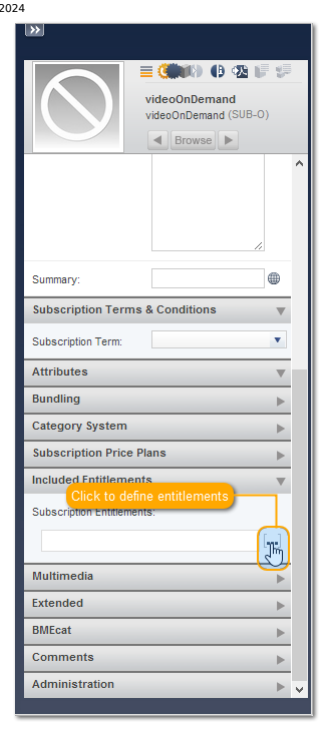 2024
videoOnDemand
videoOnDemand (SUB-O)
Browse
Summary:
Subscription Terms & Conditions
Subscription Term:
Attributes
Bundling
Category System
Subscription Price Plans
Included Entitlements
Click to define entitlements
Subscription Entitlements:
Multimedia
Extended
BMEcat
Comments
Administration